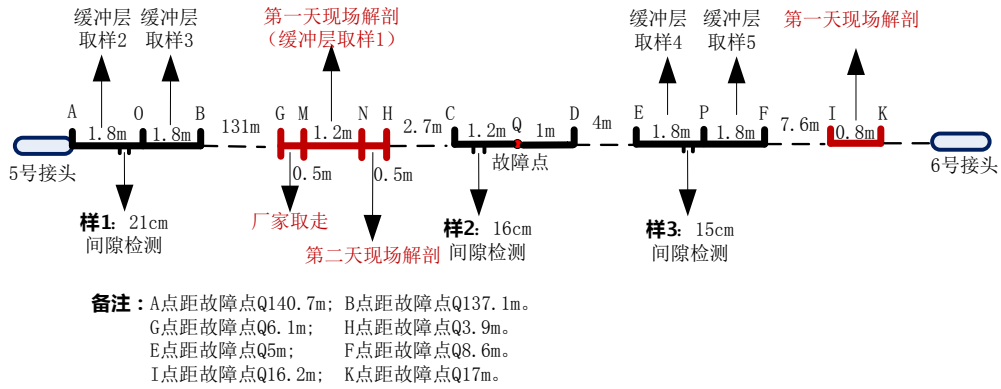 缓冲层
取样2
缓冲层
取样3
第一天现场解剖
（缓冲层取样1）
缓冲层
取样4
缓冲层
取样5
第一天现场解剖
A
O
B
G
M
N
H
C
Q
D
E
P
F
I
K
1.8m
1.8m
131m
1.2m
2.7m
1.2m
1m
4m
1.8m
1.8m
7.6m
0.8m
5号接头
0.5m
0.5m
故障点
6号接头
样1：21cm
间隙检测
厂家取走
第二天现场解剖
样2：16cm
间隙检测
样3：15cm
间隙检测
备注：A点距故障点Q140.7m; B点距故障点Q137.1m。
G点距故障点Q6.1m; H点距故障点Q3.9m。
E点距故障点Q5m; F点距故障点Q8.6m。
I点距故障点Q16.2m; K点距故障点Q17m。